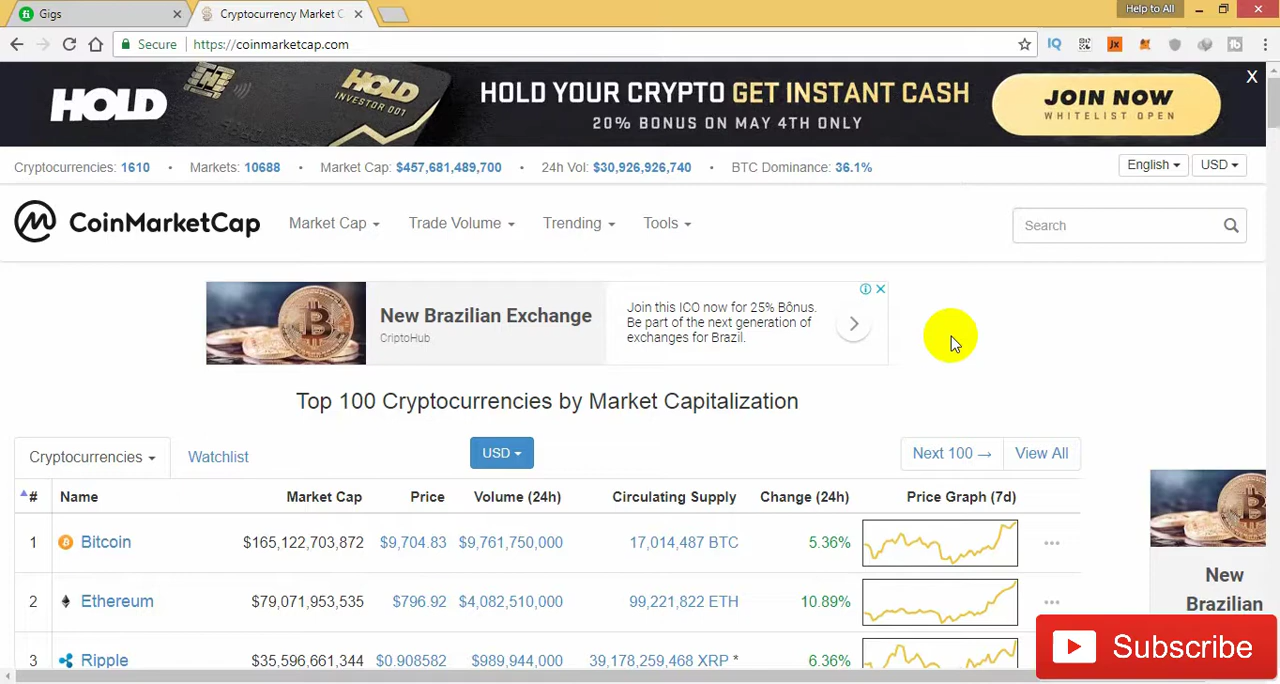 Gigs
Cryptocurrency Market C
Help to All
Secure
https://coinmarketcap.com
IQ
Jx
tb
HOLD
HOLD
INVESTOR 001
HOLD YOUR CRYPTO GET INSTANT CASH
20% BONUS ON MAY 4TH ONLY
JOIN NOW
WHITELIST OPEN
X
Cryptocurrencies: 1610 • Markets: 10688 • Market Cap: $457,681,489,700 • 24h Vol: $30,926,926,740 • BTC Dominance: 36.1%
English
USD
CoinMarketCap
Market Cap
Trade Volume
Trending
Tools
Search
New Brazilian Exchange
CriptoHub
Join this ICO now for 25% Bônus.
Be part of the next generation of
exchanges for Brazil.
Top 100 Cryptocurrencies by Market Capitalization
Cryptocurrencies
Watchlist
USD
Next 100 →
View All
# Name Market Cap Price Volume (24h) Circulating Supply Change (24h) Price Graph (7d)
1 Bitcoin $165,122,703,872 $9,704.83 $9,761,750,000 17,014,487 BTC 5.36%
2 Ethereum $79,071,953,535 $796.92 $4,082,510,000 99,221,822 ETH 10.89%
3 Ripple $35,596,661,344 $0.908582 $989,944,000 39,178,259,468 XRP * 6.36%
New
Brazilian
Subscribe